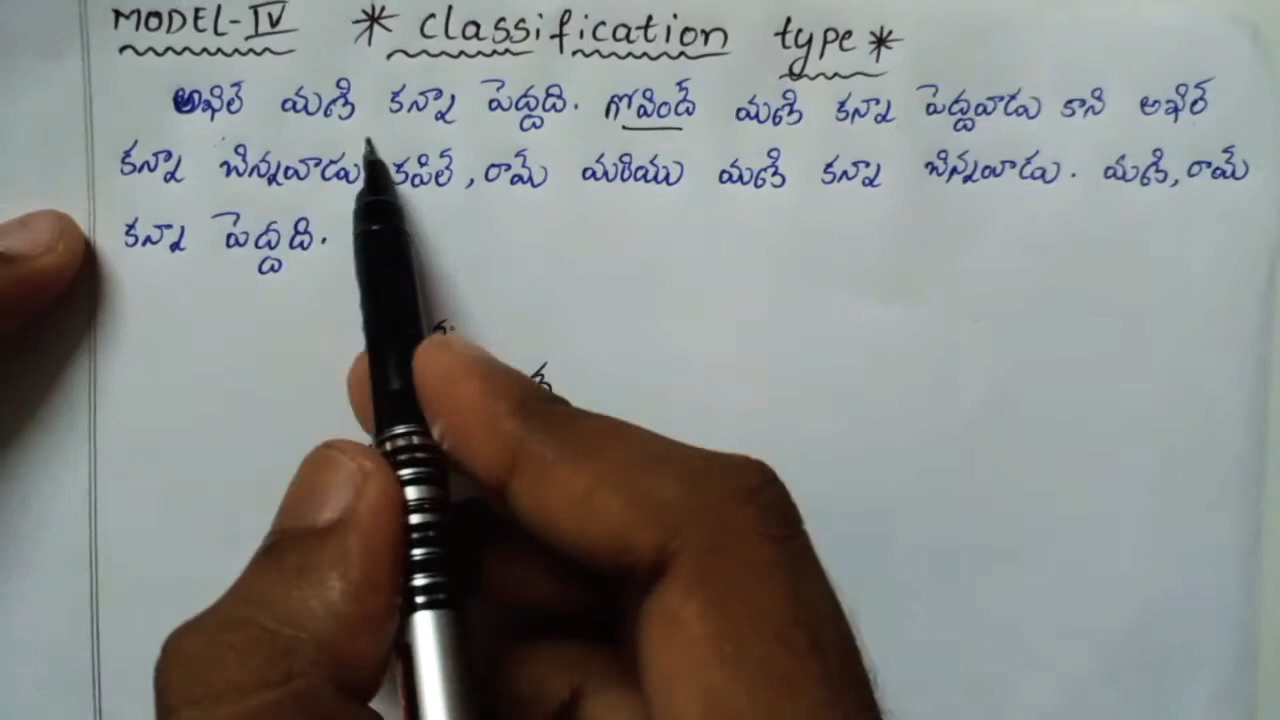 MODEL-IV * classification type *
అఖిల్ మణి కన్నా పెద్దది. గోవింద్ మణి కన్నా పెద్దవాడు కాని అఖిల్
కన్నా చిన్నవాడు కపిల్, రామ్ మరియు మణి కన్నా చిన్నవాడు. మణి, రామ్
కన్నా పెద్దది.